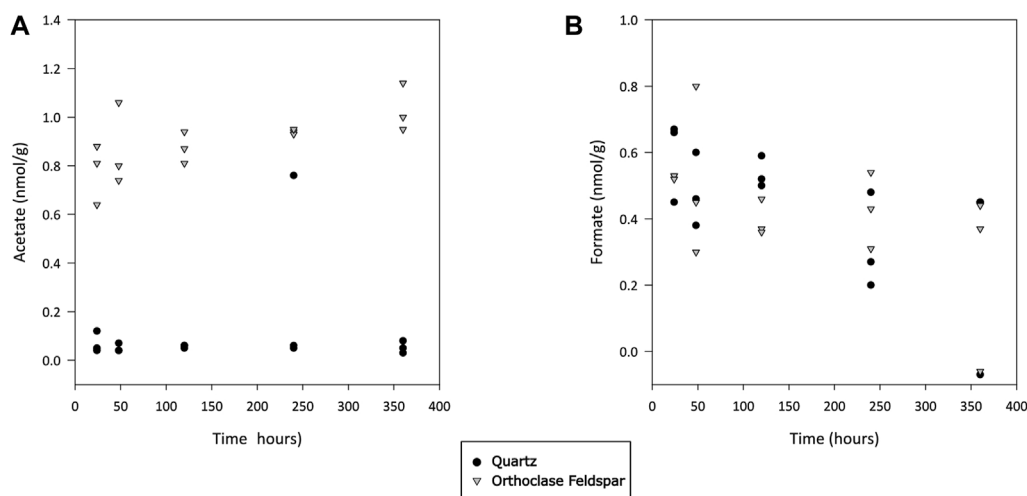 A
1.4
1.2
1.0
0.8
0.6
0.4
0.2
0.0
Acetate (nmol/g)
0 50 100 150 200 250 300 350 400
Time hours)
B
1.0
0.8
0.6
0.4
0.2
0.0
Formate (nmol/g)
0 50 100 150 200 250 300 350 400
Time (hours)
Quartz
Orthoclase Feldspar